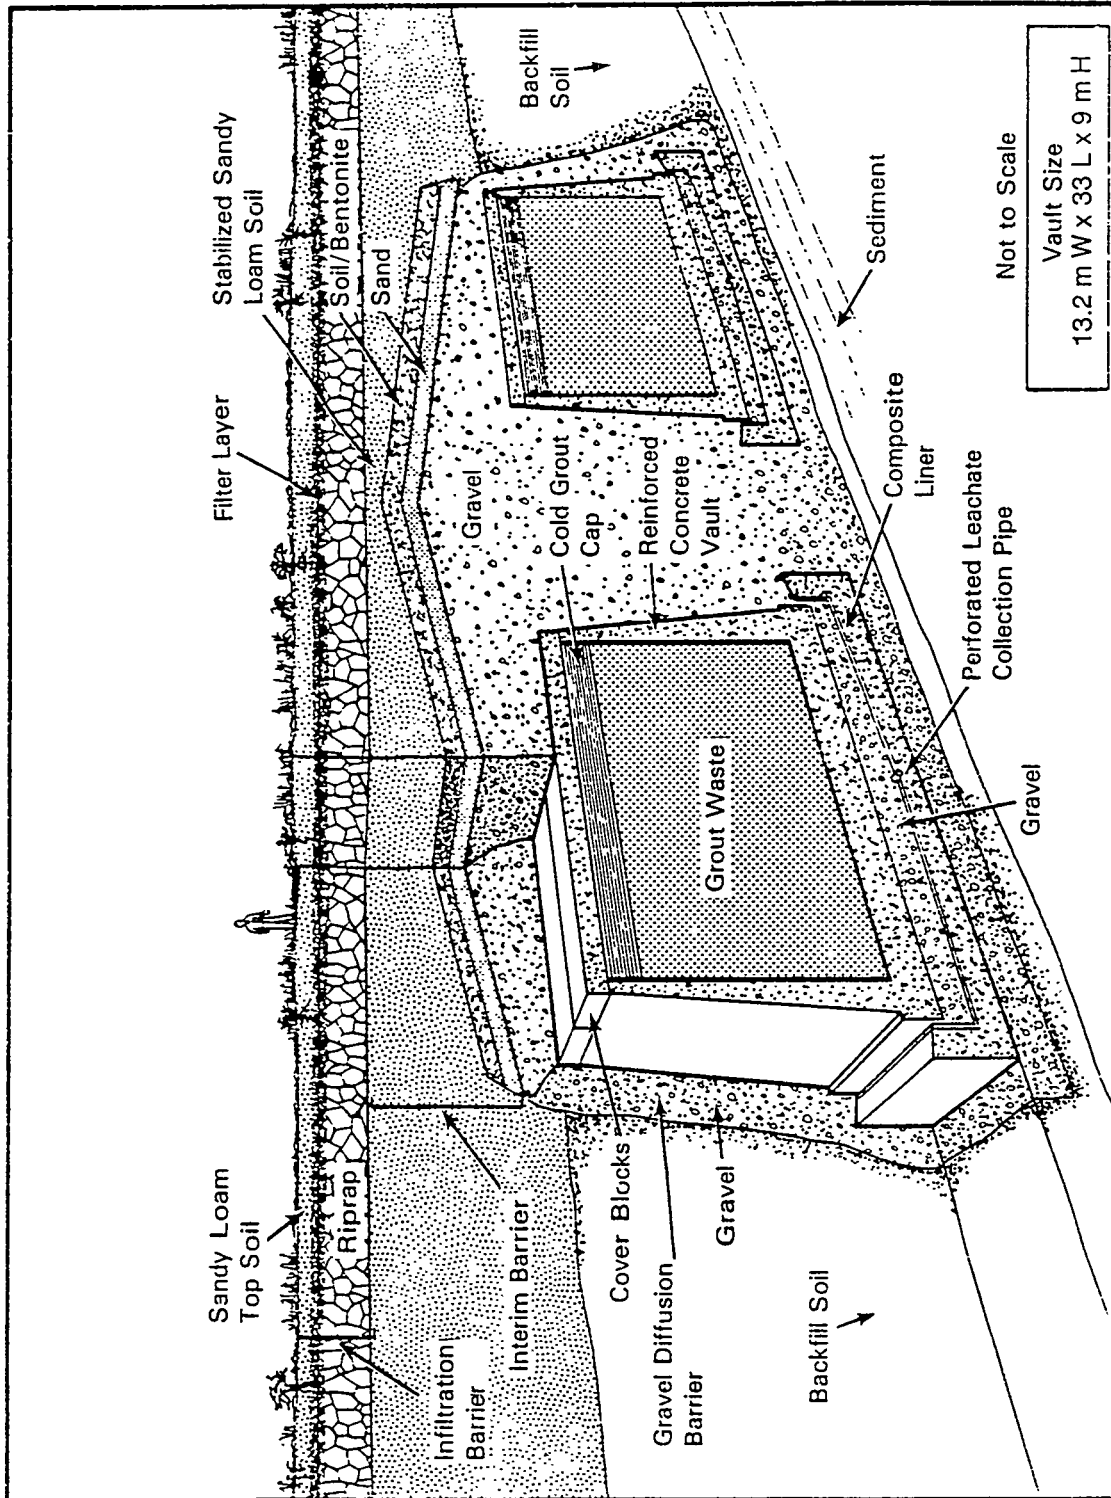 Sandy Loam
Top Soil
Filter Layer
Stabilized Sandy
Loam Soil
Soil/Bentonite
Sand
Riprap
Infiltration
Barrier
Interim Barrier
Gravel
Cold Grout
Cap
Reinforced
Concrete
Vault
Backfill
Soil
Cover Blocks
Gravel Diffusion
Barrier
Gravel
Grout Waste
Backfill Soil
Sediment
Composite
Liner
Perforated Leachate
Collection Pipe
Gravel
Not to Scale
Vault Size
13.2 m W x 33 L x 9 m H